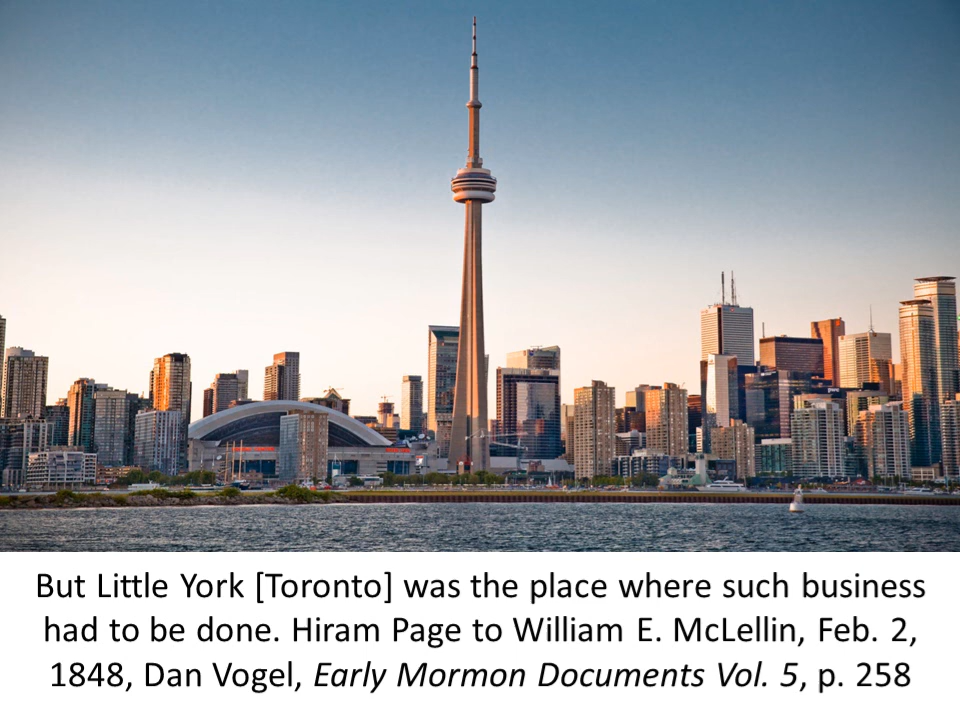 But Little York [Toronto] was the place where such business
had to be done. Hiram Page to William E. McLellin, Feb. 2,
1848, Dan Vogel, Early Mormon Documents Vol. 5, p. 258